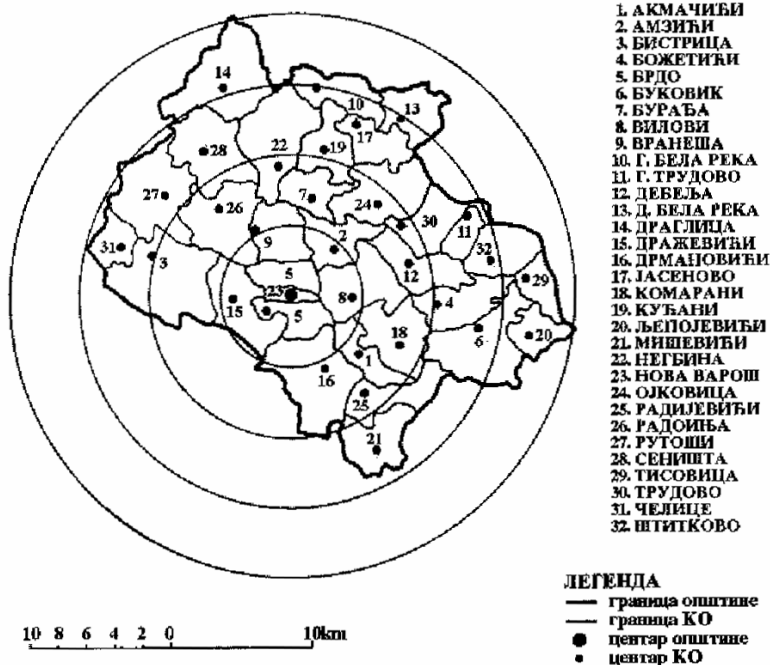 1. АКМАЧИЋИ
2. АМЗИЋИ
3. БИСТРИЦА
4. БОЖЕТИЋИ
5. БРДО
6. БУКОВИК
7. БУРАЂА
8. ВИЛОВИ
9. ВРАНЕША
10. Г. БЕЛА РЕКА
11. Г. ТРУДОВО
12. ДЕБЕЉА
13. Д. БЕЛА РЕКА
14. ДРАГЛИЦА
15. ДРАЖЕВИЋИ
16. ДРМАНОВИЋИ
17. ЈАСЕНОВО
18. КОМАРАНИ
19. КУЋАНИ
20. ЉЕПОЈЕВИЋИ
21. МИШЕВИЋИ
22. НЕГБИНА
23. НОВА ВАРОШ
24. ОЈКОВИЦА
25. РАДИЈЕВИЋИ
26. РАДОИЊА
27. РУТОШИ
28. СЕНИШТА
29. ТИСОВИЦА
30. ТРУДОВО
31. ЧЕЛИЦЕ
32. ШТИТКОВО
14
10
13
17
28
22
19
27
26
7
24
30
11
9
2
32
31
3
12
5
29
23
15
8
4
5
6
20
18
1
16
25
21
ЛЕГЕНДА
граница општине
граница КО
центар општине
центар КО
10 8 6 4 2 0 10km